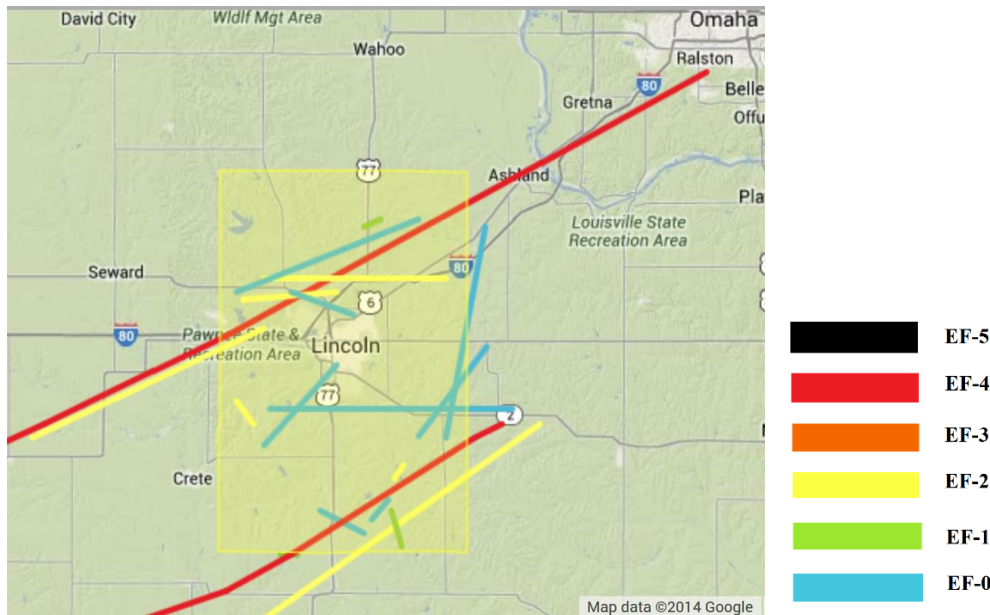 David City
Wldlf Mgt Area
Omaha
Wahoo
Ralston
80
Gretna
Belle
Offu
77
Ashland
Pla
Louisville State
Recreation Area
Seward
80
6
80
Pawnee State &
Recreation Area
Lincoln
77
2
Crete
Map data ©2014 Google
EF-5
EF-4
EF-3
EF-2
EF-1
EF-0